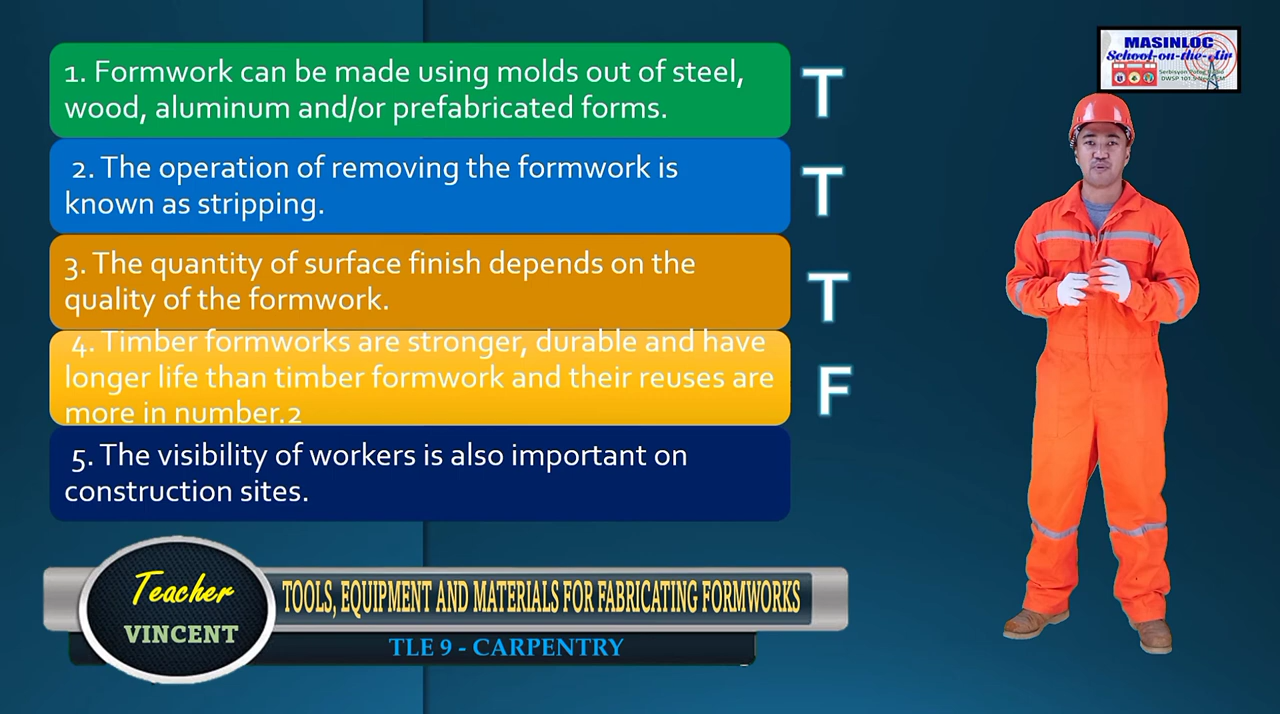 1. Formwork can be made using molds out of steel,
wood, aluminum and/or prefabricated forms.
T
2. The operation of removing the formwork is
known as stripping.
T
3. The quantity of surface finish depends on the
quality of the formwork.
T
4. Timber formworks are stronger, durable and have
longer life than timber formwork and their reuses are
more in number.2
F
5. The visibility of workers is also important on
construction sites.
MASINLOC
School-on-the-Air
Teacher
VINCENT
TOOLS, EQUIPMENT AND MATERIALS FOR FABRICATING FORMWORKS
TLE 9 - CARPENTRY